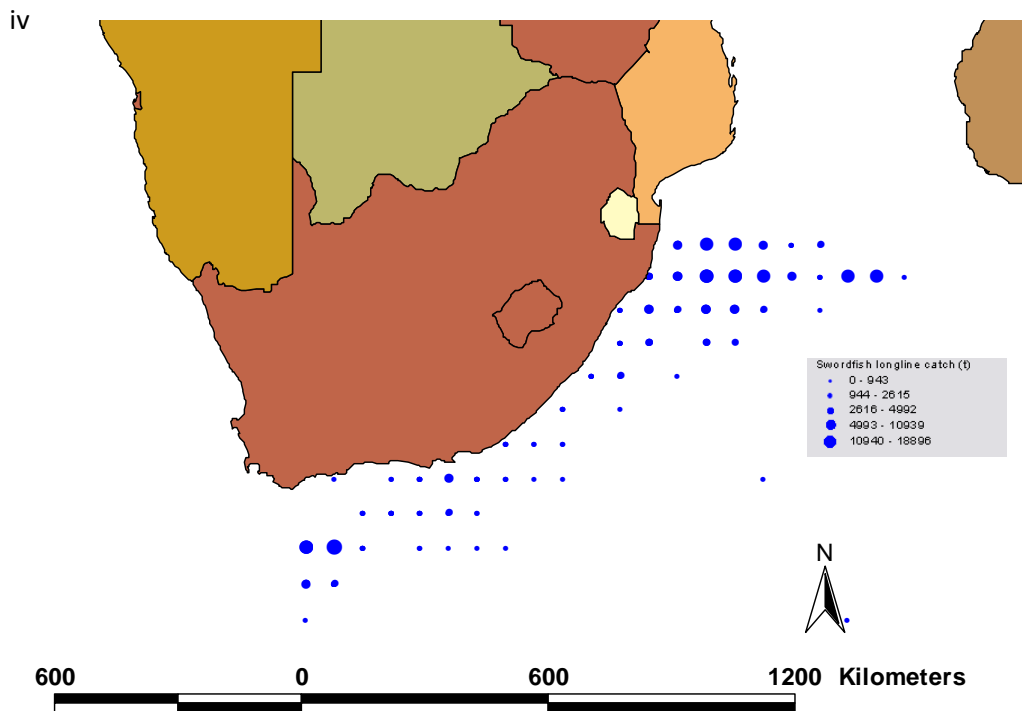 iv
Swordfish longline catch (t)
0 - 943
944 - 2615
2616 - 4992
4993 - 10939
10940 - 18896
N
600 0 600 1200 Kilometers